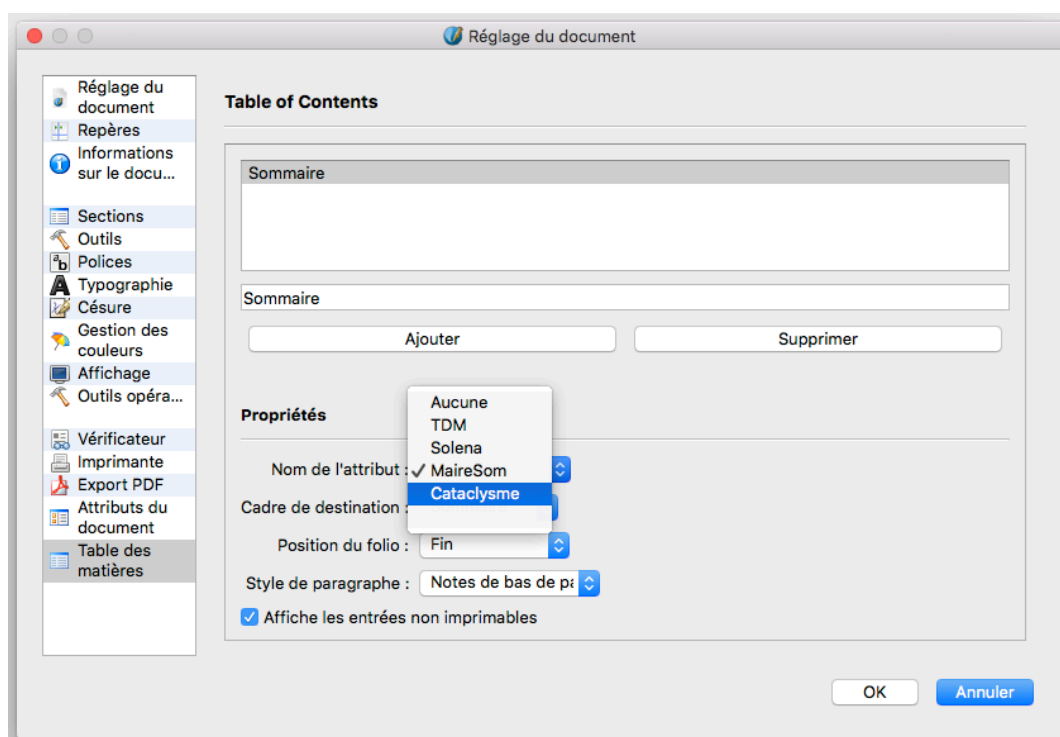 Réglage du document
Réglage du
document
Repères
Informations
sur le docu...
Sections
Outils
Polices
Typographie
Césure
Gestion des
couleurs
Affichage
Outils opéra...
Vérificateur
Imprimante
Export PDF
Attributs du
document
Table des
matières
Table of Contents
Sommaire
Sommaire
Ajouter
Supprimer
Propriétés
Aucune
TDM
Solena
Nom de l'attribut : ✓ MaireSom
Cataclysme
Cadre de destination :
Position du folio : Fin
Style de paragraphe : Notes de bas de
Affiche les entrées non imprimables
OK
Annuler